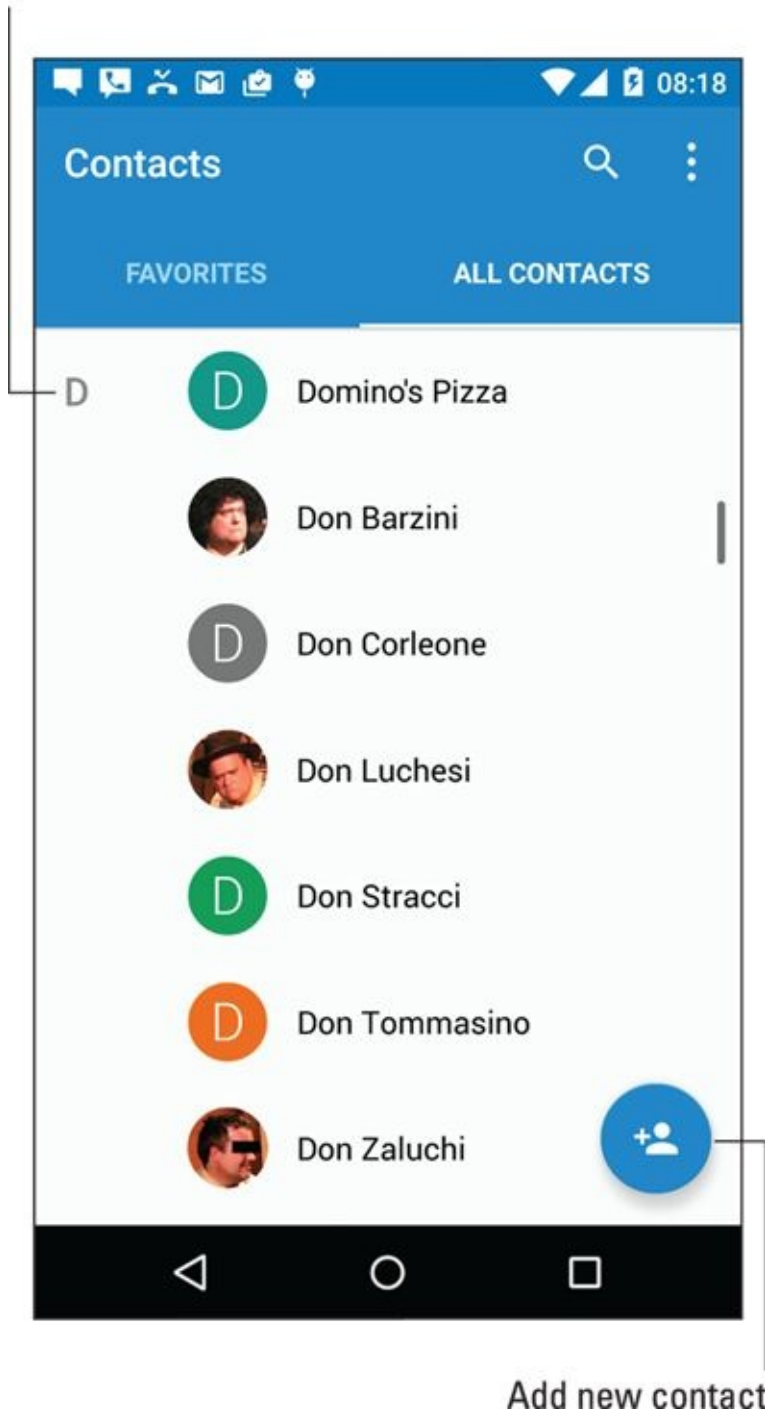 08:18
Contacts
FAVORITES ALL CONTACTS
D D Domino's Pizza
Don Barzini
D Don Corleone
Don Luchesi
D Don Stracci
D Don Tommasino
Don Zaluchi
Add new contact